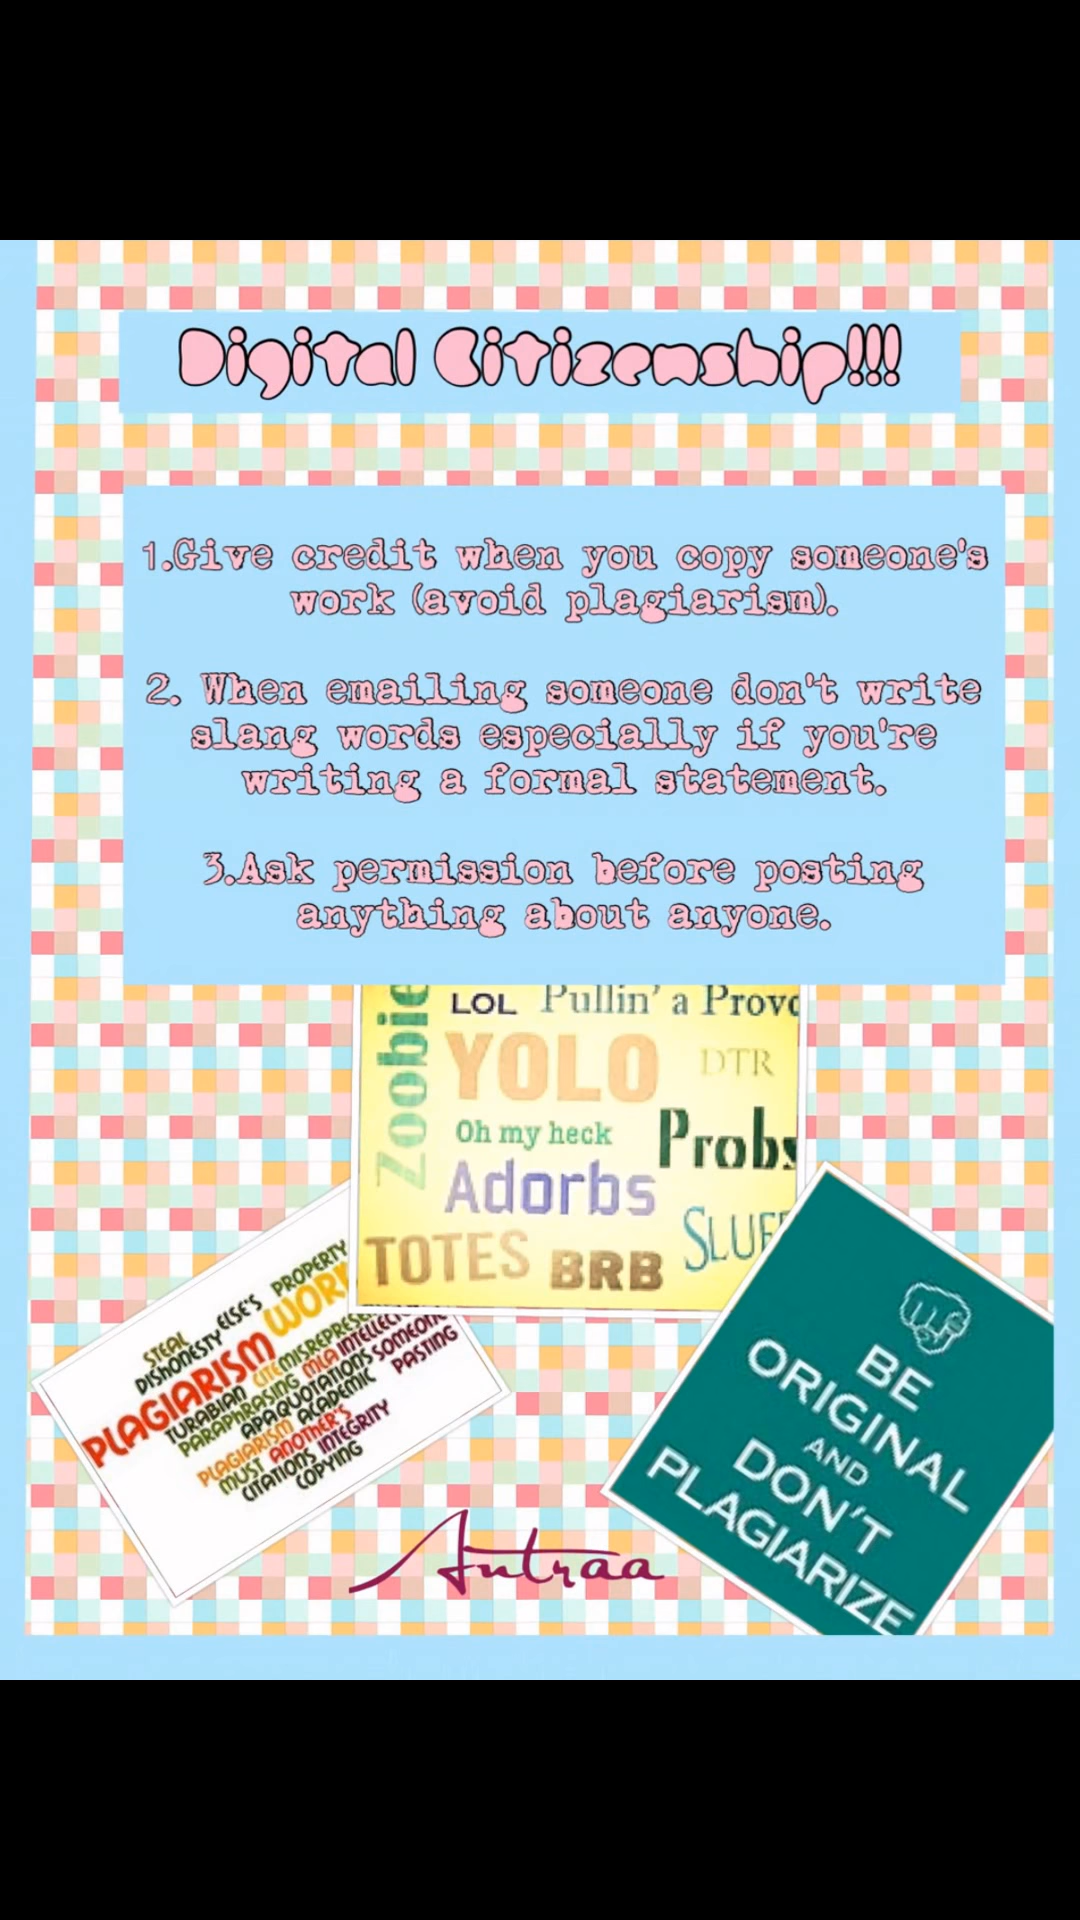 Digital Citizenship!!!
1.Give credit when you copy someone's
work (avoid plagiarism).
2. When emailing someone don't write
slang words especially if you're
writing a formal statement.
3.Ask permission before posting
anything about anyone.
Zoobie
LOL Pullin' a Provo
YOLO DTR
Oh my heck Probs
Adorbs
TOTES BRB
STEAL
DISHONESTY ELSE'S PROPERTY
PLAGIARISM
TURABIAN CITE
PARAPHRASING MLA
APA QUOTATIONS SOMEONE
PLAGIARISM ACADEMIC PASTING
MUST ANOTHER'S
CITATIONS INTEGRITY
COPYING
BE
ORIGINAL
AND
DON'T
PLAGIARIZE
Antraa